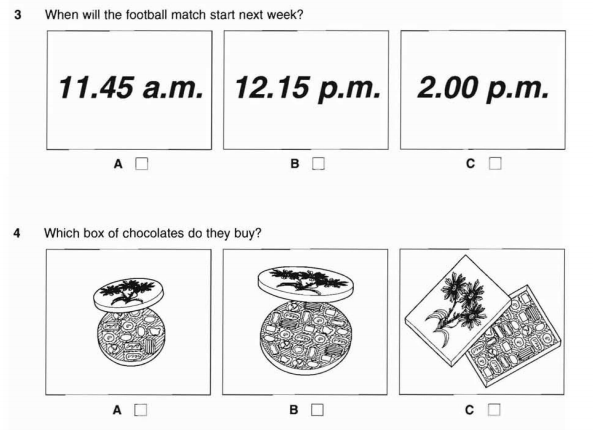 3 When will the football match start next week?
11.45 a.m. 12.15 p.m. 2.00 p.m.
A B C
4 Which box of chocolates do they buy?
A B C